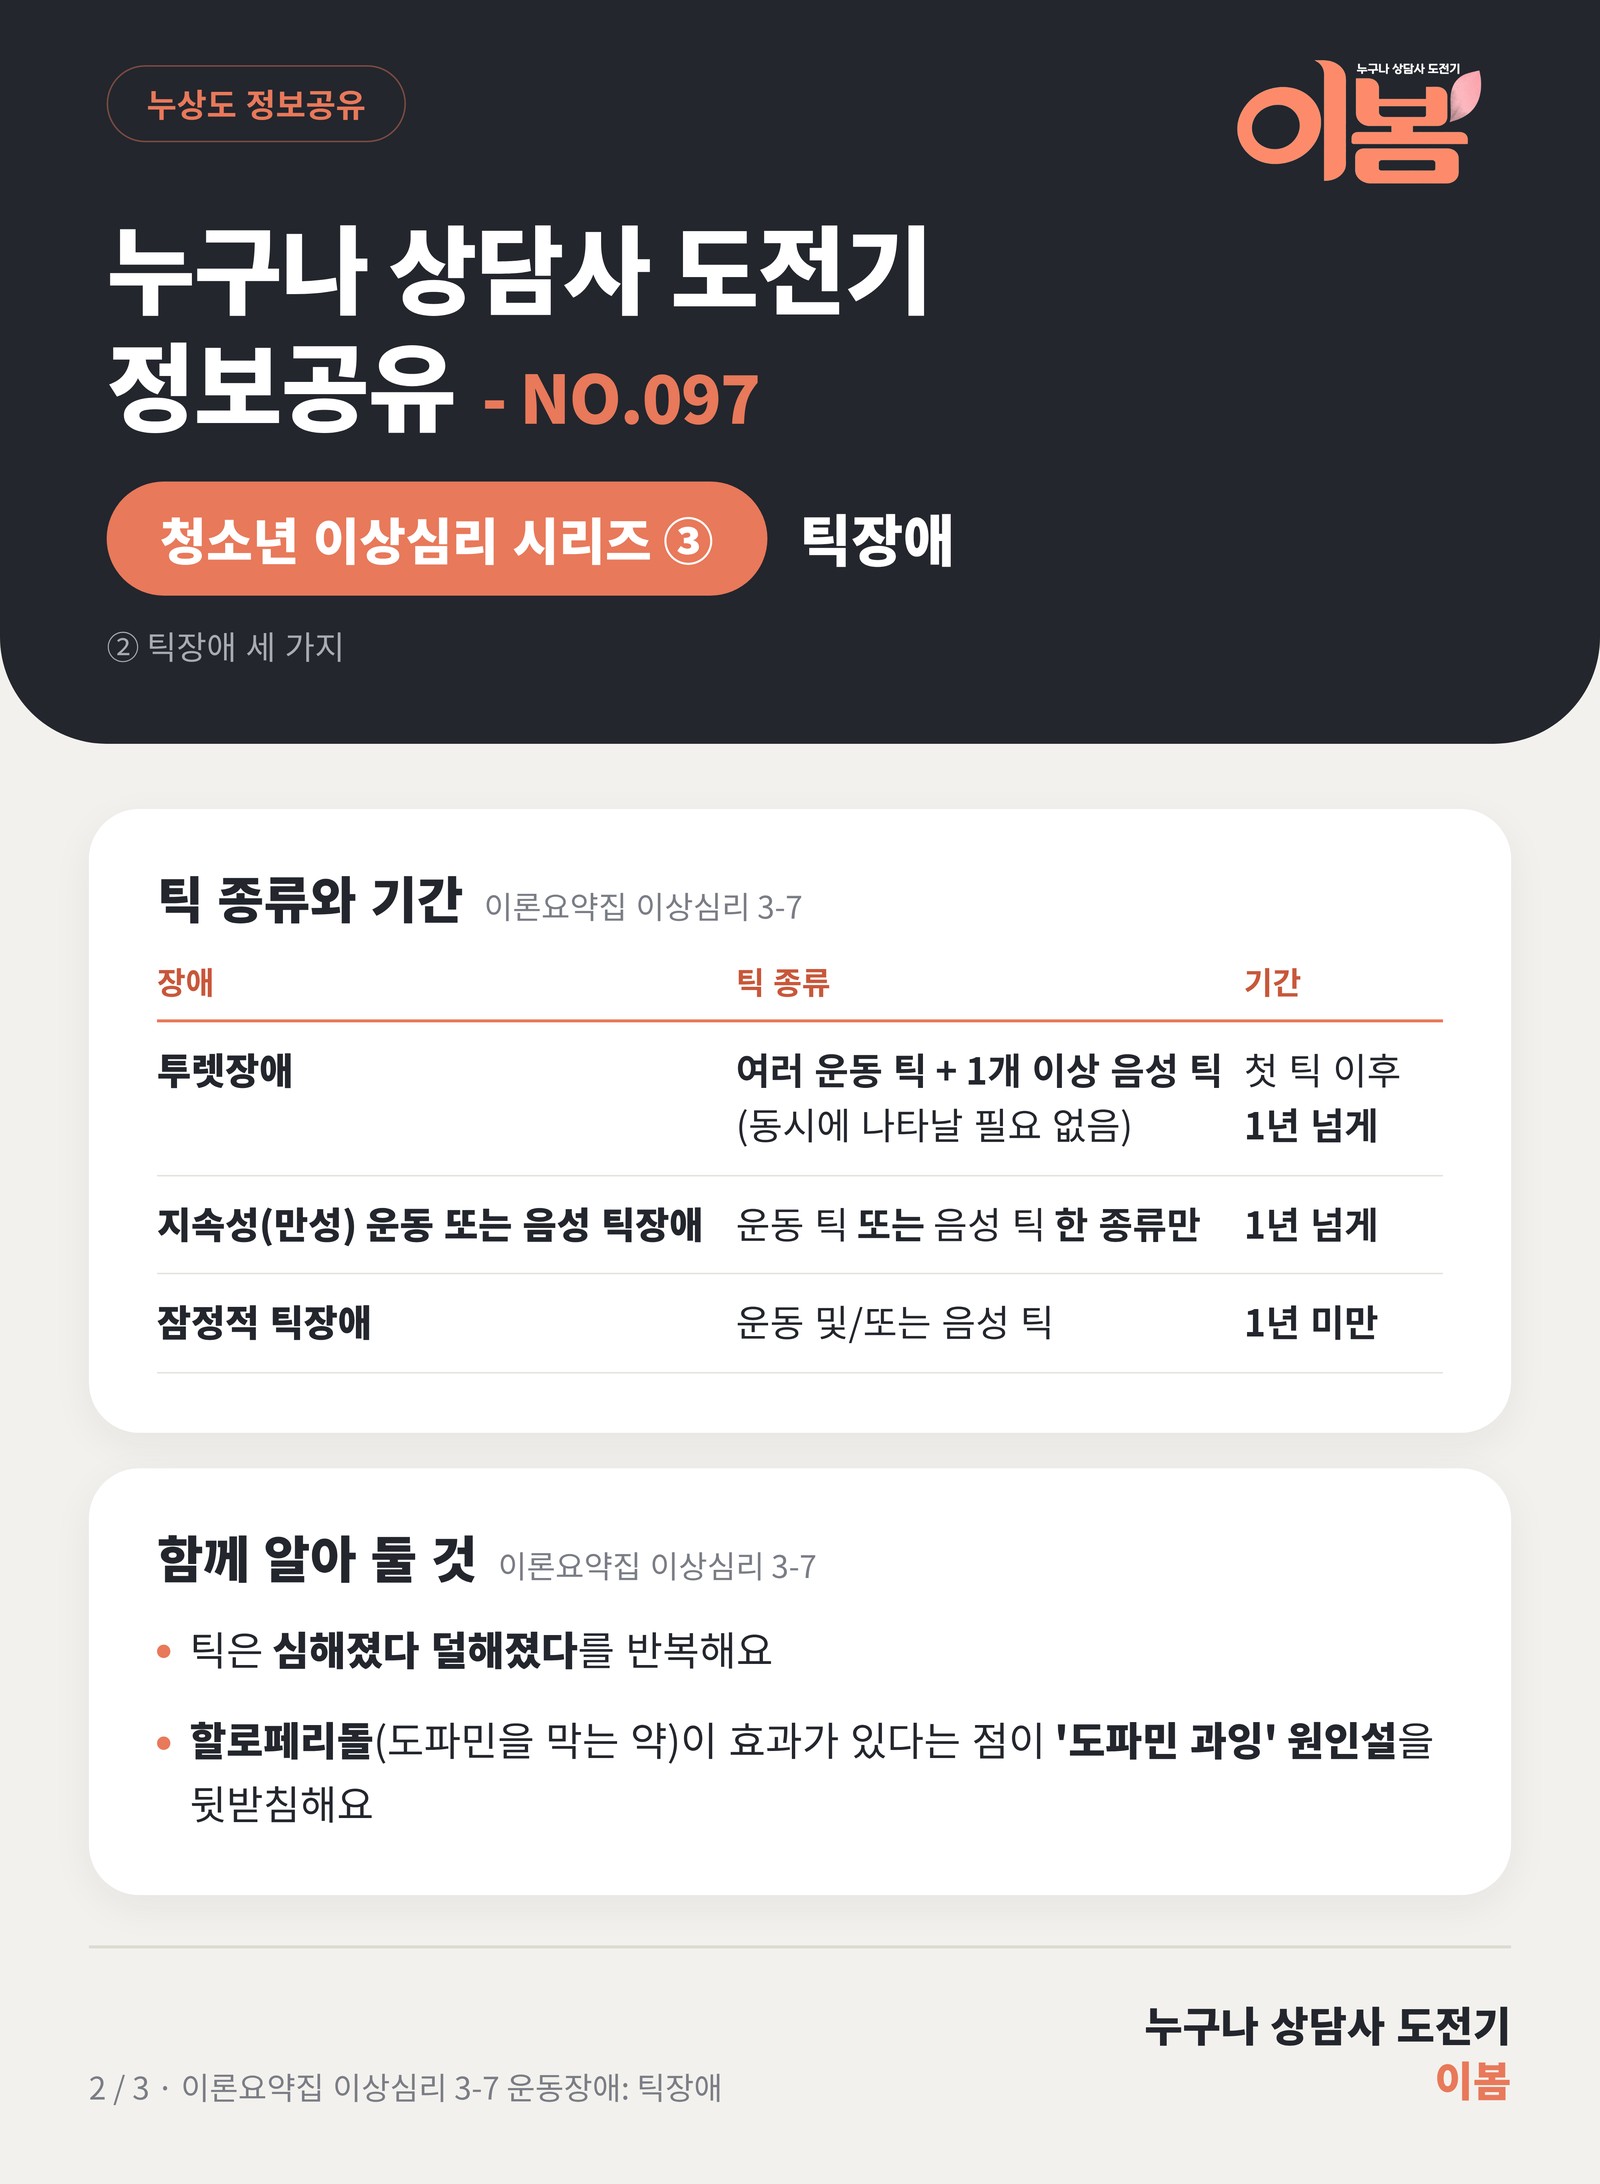 누상도 정보공유
누구나 상담사 도전기
이봄
누구나 상담사 도전기
정보공유 - NO.097
청소년 이상심리 시리즈 ③ 틱장애
② 틱장애 세 가지
틱 종류와 기간 이론요약집 이상심리 3-7
장애 틱 종류 기간
투렛장애 여러 운동 틱 + 1개 이상 음성 틱 첫 틱 이후
(동시에 나타날 필요 없음) 1년 넘게
지속성(만성) 운동 또는 음성 틱장애 운동 틱 또는 음성 틱 한 종류만 1년 넘게
잠정적 틱장애 운동 및/또는 음성 틱 1년 미만
함께 알아 둘 것 이론요약집 이상심리 3-7
• 틱은 심해졌다 덜해졌다를 반복해요
• 할로페리돌(도파민을 막는 약)이 효과가 있다는 점이 '도파민 과잉' 원인설을
뒷받침해요
누구나 상담사 도전기
2 / 3 · 이론요약집 이상심리 3-7 운동장애: 틱장애 이봄